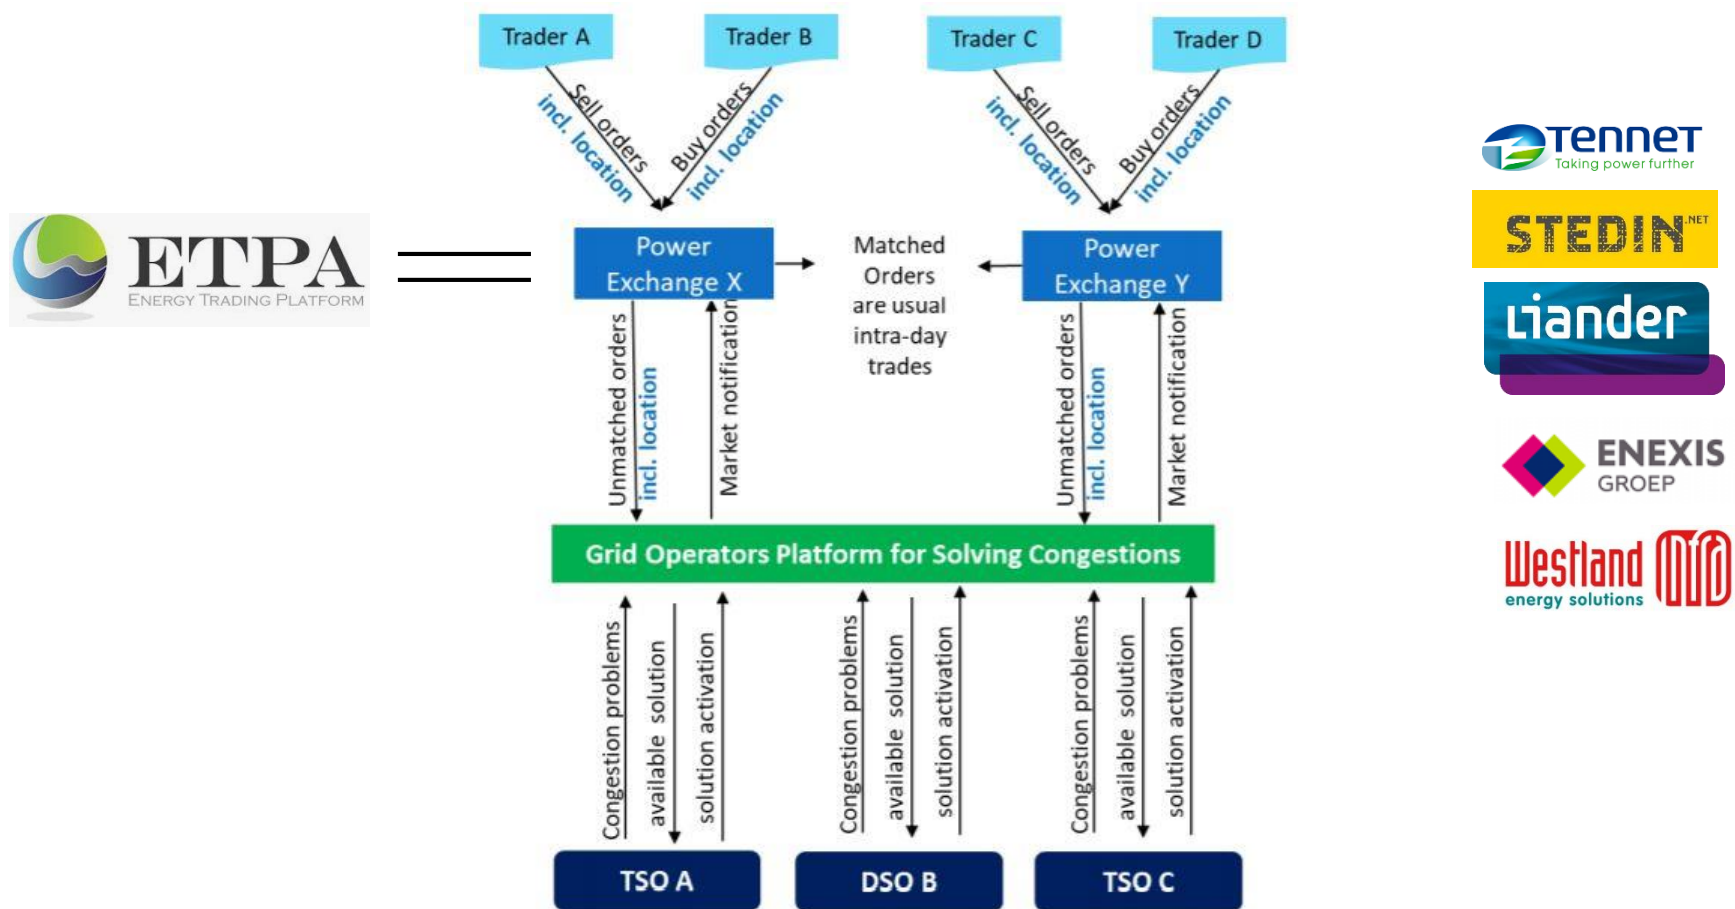 Trader A
Trader B
Trader C
Trader D
Sell orders
incl. location
Buy orders
incl. location
Sell orders
incl. location
Buy orders
incl. location
TENNET
Taking power further
STEDIN.NET
ETPA
ENERGY TRADING PLATFORM
Power
Exchange X
Matched
Orders
are usual
intra-day
trades
Power
Exchange Y
Liander
Unmatched orders
incl. location
Market notification
Unmatched orders
incl. location
Market notification
ENEXIS
GROEP
Grid Operators Platform for Solving Congestions
Westland
energy solutions
Congestion problems
available solution
solution activation
Congestion problems
available solution
solution activation
Congestion problems
available solution
solution activation
TSO A
DSO B
TSO C